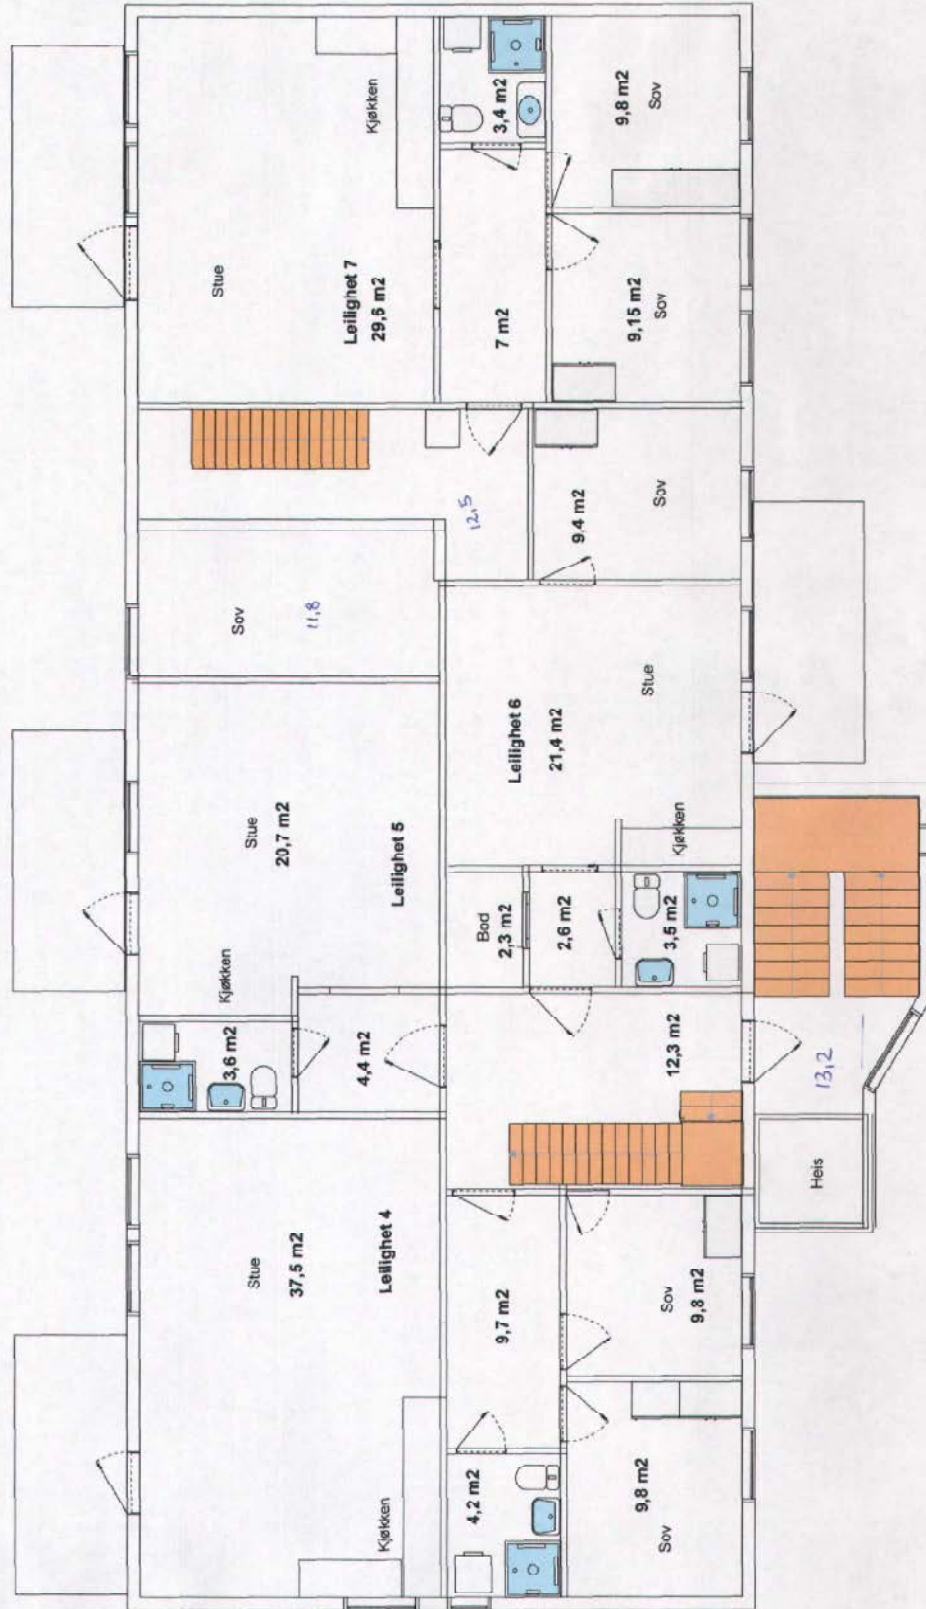 Stue
37,5 m2
Leilighet 4
Kjøkken
4,2 m2
9,7 m2
Sov
9,8 m2
9,8 m2
Sov
3,6 m2
4,4 m2
Kjøkken
Stue
20,7 m2
Leilighet 5
Sov
11,8
12,3 m2
Bod
2,3 m2
2,6 m2
3,5 m2
Kjøkken
Leilighet 6
21,4 m2
Stue
9,4 m2
Sov
12,5
Stue
Leilighet 7
29,5 m2
Kjøkken
3,4 m2
7 m2
9,15 m2
Sov
9,8 m2
Sov
Heis
13,2